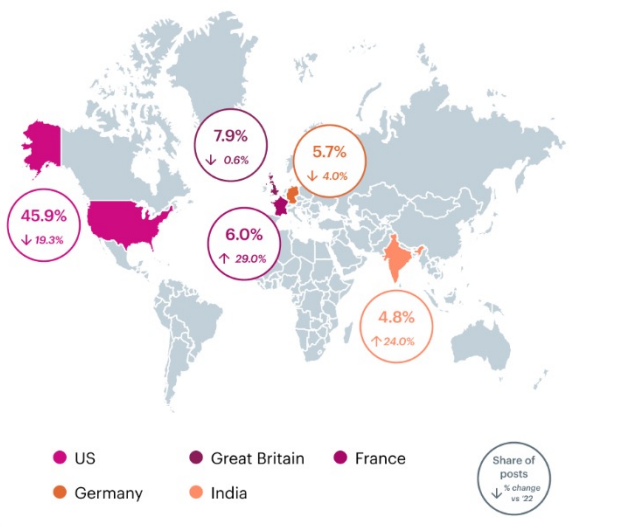 7.9%
↓ 0.6%
5.7%
↓ 4.0%
45.9%
↓ 19.3%
6.0%
↑ 29.0%
4.8%
↑ 24.0%
US
Great Britain
France
Germany
India
Share of
posts
↓ % change
vs '22